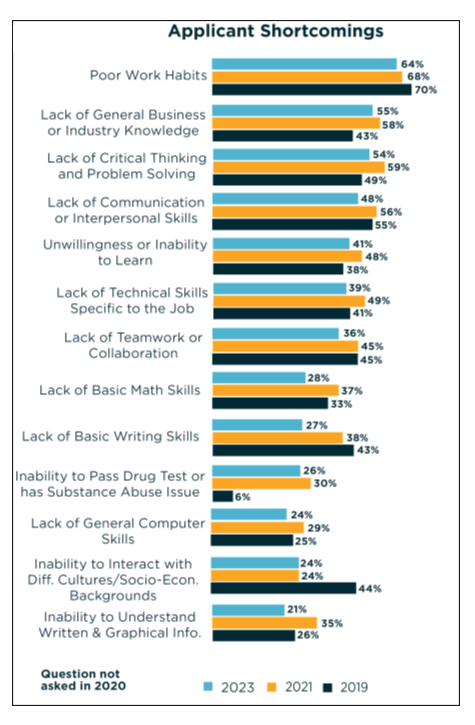 Applicant Shortcomings
Poor Work Habits
64%
68%
70%
Lack of General Business
or Industry Knowledge
55%
58%
43%
Lack of Critical Thinking
and Problem Solving
54%
59%
49%
Lack of Communication
or Interpersonal Skills
48%
56%
55%
Unwillingness or Inability
to Learn
41%
48%
38%
Lack of Technical Skills
Specific to the Job
39%
49%
41%
Lack of Teamwork or
Collaboration
36%
45%
45%
Lack of Basic Math Skills
28%
37%
33%
Lack of Basic Writing Skills
27%
38%
43%
Inability to Pass Drug Test or
has Substance Abuse Issue
26%
30%
6%
Lack of General Computer
Skills
24%
29%
25%
Inability to Interact with
Diff. Cultures/Socio-Econ.
Backgrounds
24%
24%
44%
Inability to Understand
Written & Graphical Info.
21%
35%
26%
Question not
asked in 2020
2023 2021 2019